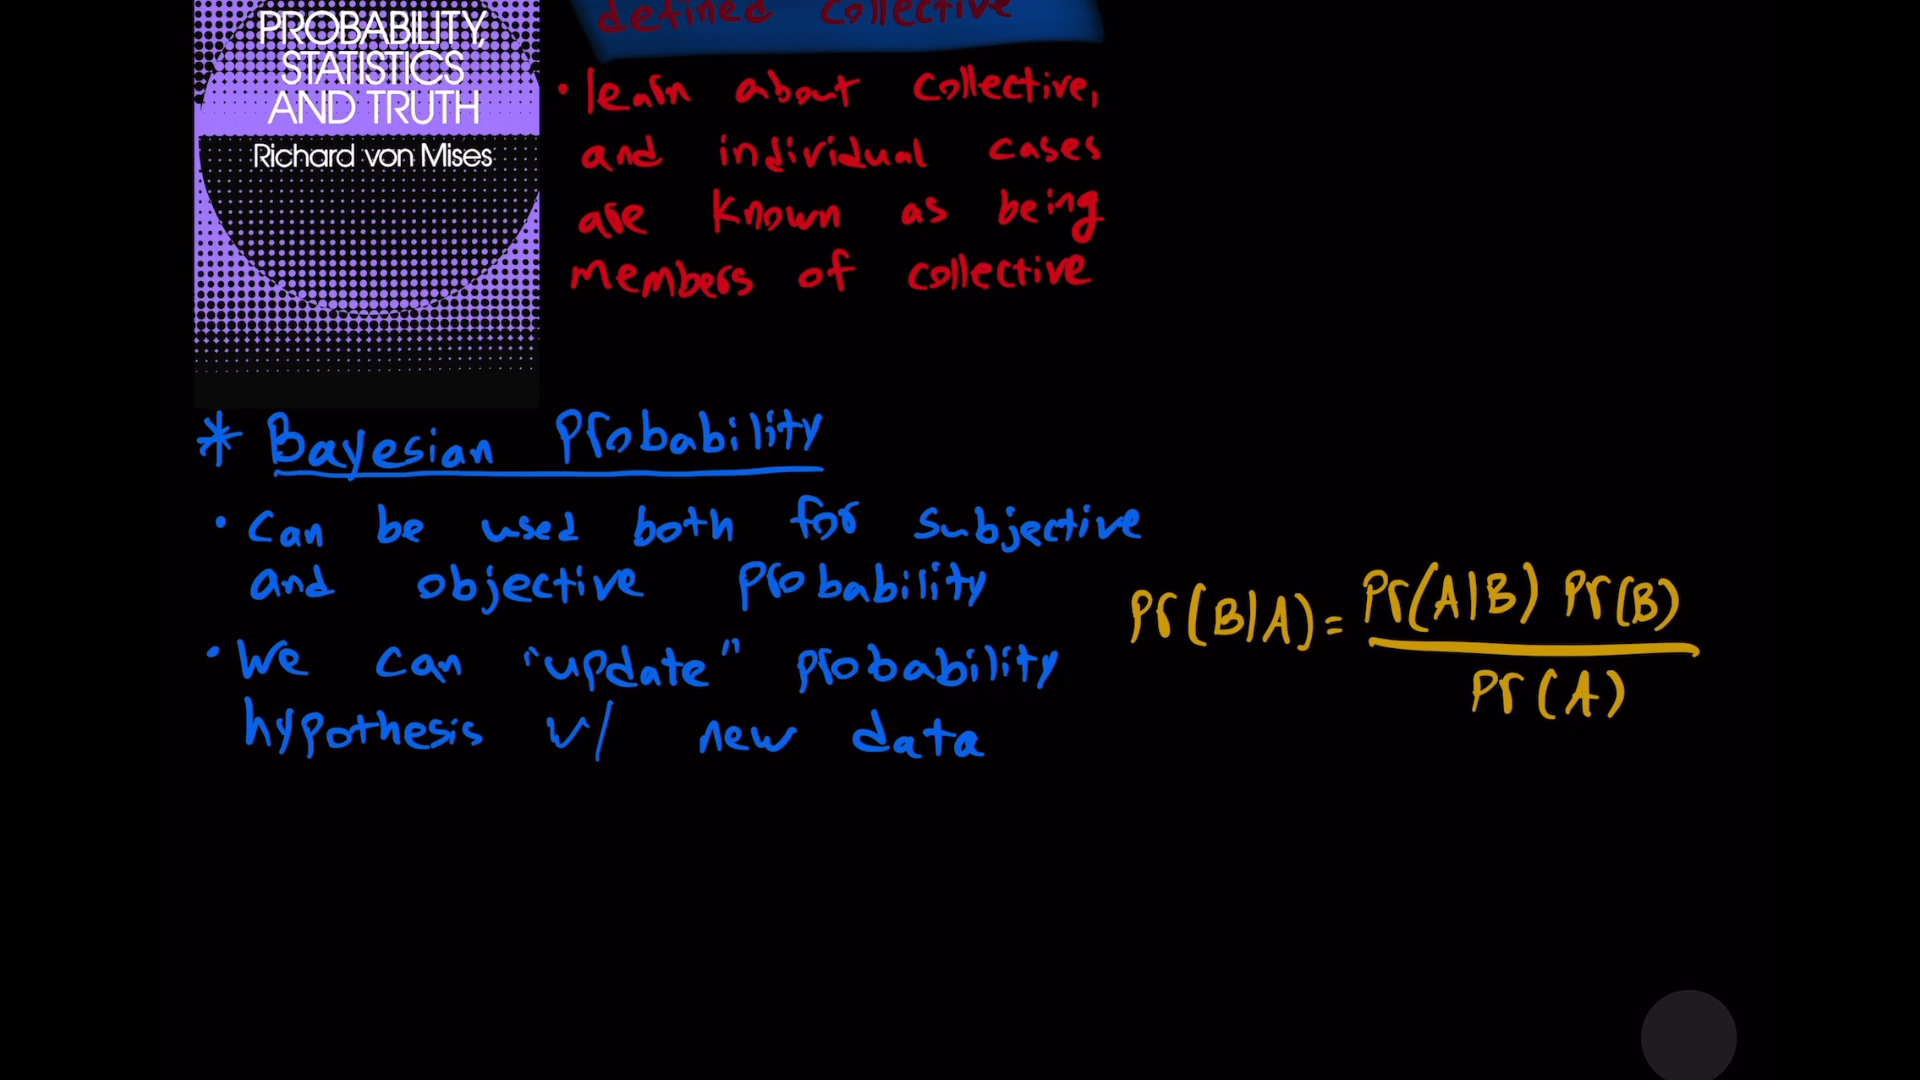 PROBABILITY,
STATISTICS
AND TRUTH
Richard von Mises
defined collective
• learn about collective,
and individual cases
are known as being
members of collective
* Bayesian Probability
• Can be used both for subjective
and objective probability
• We can "update" probability
hypothesis w/ new data
Pr(B|A) = Pr(A|B) Pr(B)
Pr(A)